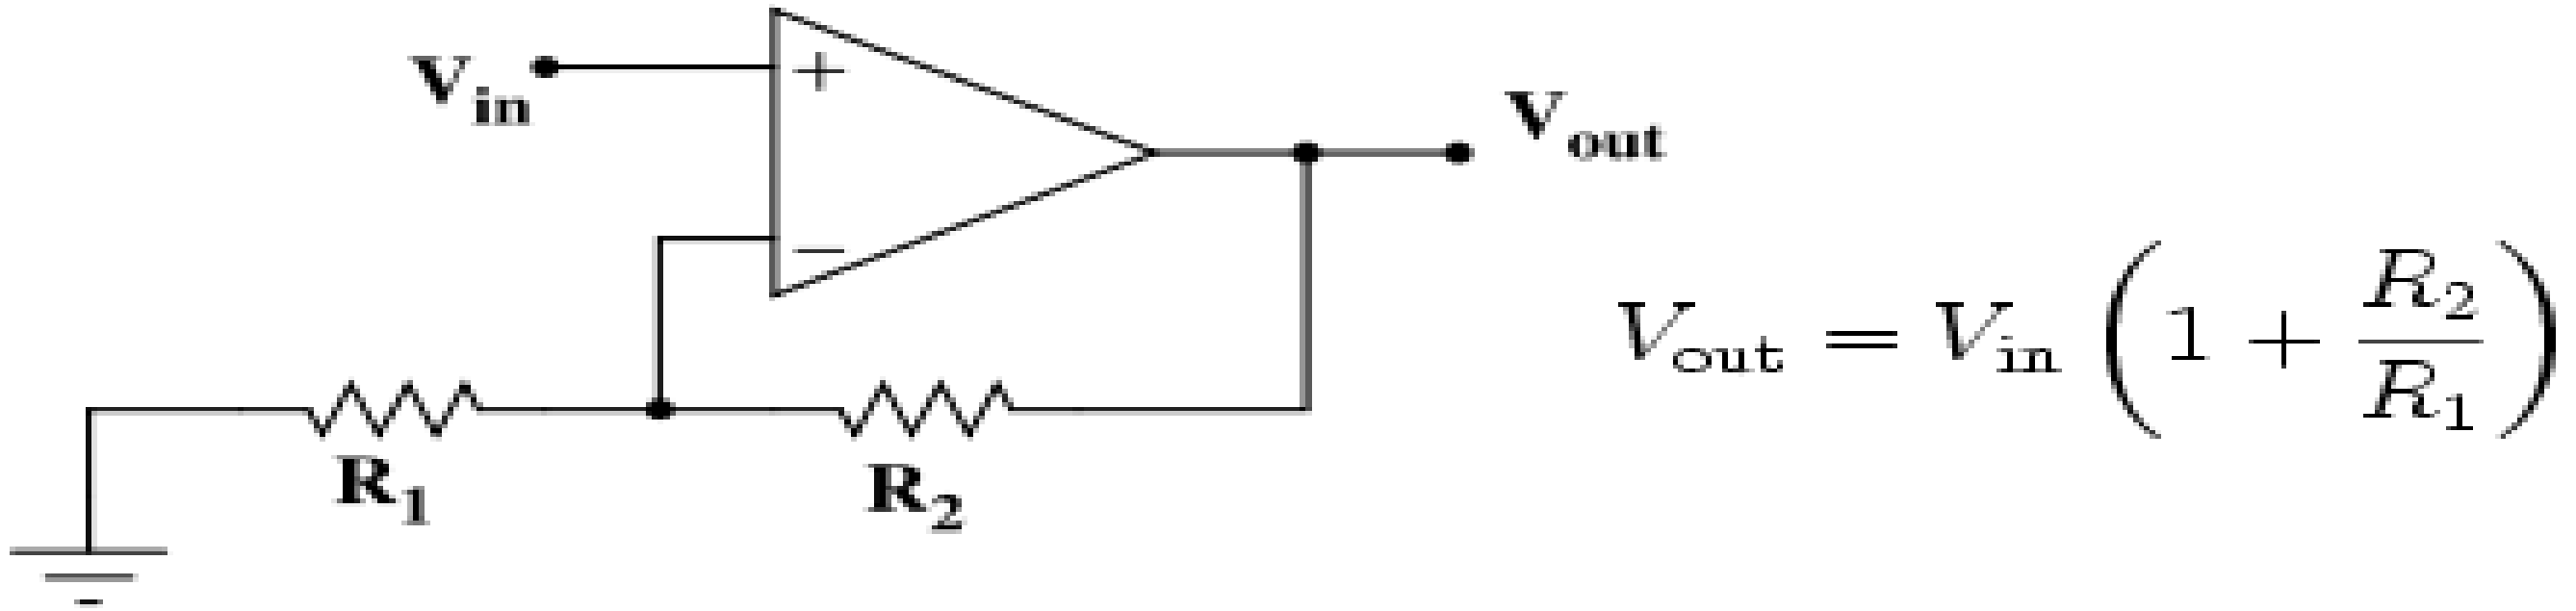 V_in
+
−
V_out
R_1
R_2
V_out = V_in (1 + R_2/R_1)